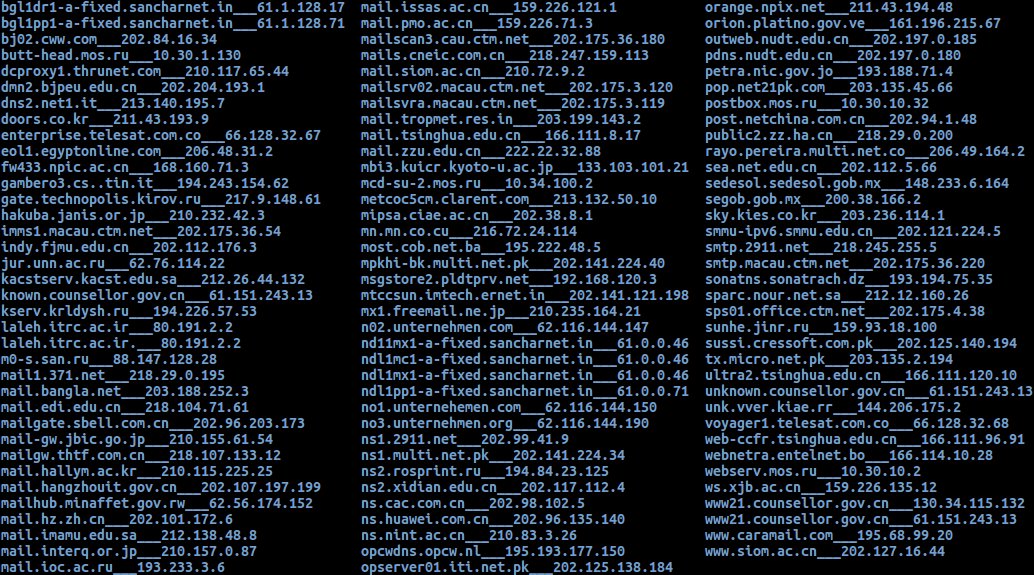 bgl1dr1-a-fixed.sancharnet.in___61.1.128.17
bgl1pp1-a-fixed.sancharnet.in___61.1.128.71
bj02.cww.com___202.84.16.34
butt-head.mos.ru___10.30.1.130
dcproxy1.thrunet.com___210.117.65.44
dmn2.bjpeu.edu.cn___202.204.193.1
dns2.net1.it___213.140.195.7
doors.co.kr___211.43.193.9
enterprise.telesat.com.co___66.128.32.67
eol1.egyptonline.com___206.48.31.2
fw433.npic.ac.cn___168.160.71.3
gambero3.cs..tin.it___194.243.154.62
gate.technopolis.kirov.ru___217.9.148.61
hakuba.janis.or.jp___210.232.42.3
imms1.macau.ctm.net___202.175.36.54
indy.fjmu.edu.cn___202.112.176.3
jur.unn.ac.ru___62.76.114.22
kacstserv.kacst.edu.sa___212.26.44.132
known.counsellor.gov.cn___61.151.243.13
kserv.krldysh.ru___194.226.57.53
laleh.itrc.ac.ir___80.191.2.2
laleh.itrc.ac.ir.___80.191.2.2
m0-s.san.ru___88.147.128.28
mail1.371.net___218.29.0.195
mail.bangla.net___203.188.252.3
mail.edi.edu.cn___218.104.71.61
mailgate.sbell.com.cn___202.96.203.173
mail-gw.jbic.go.jp___210.155.61.54
mailgw.thtf.com.cn___218.107.133.12
mail.hallym.ac.kr___210.115.225.25
mail.hangzhouit.gov.cn___202.107.197.199
mailhub.minaffet.gov.rw___62.56.174.152
mail.hz.zh.cn___202.101.172.6
mail.imamu.edu.sa___212.138.48.8
mail.interq.or.jp___210.157.0.87
mail.ioc.ac.ru___193.233.3.6
mail.issas.ac.cn___159.226.121.1
mail.pmo.ac.cn___159.226.71.3
mailscan3.cau.ctm.net___202.175.36.180
mails.cneic.com.cn___218.247.159.113
mail.siom.ac.cn___210.72.9.2
mailsrv02.macau.ctm.net___202.175.3.120
mailsvra.macau.ctm.net___202.175.3.119
mail.tropmet.res.in___203.199.143.2
mail.tsinghua.edu.cn___166.111.8.17
mail.zzu.edu.cn___222.22.32.88
mbi3.kuicr.kyoto-u.ac.jp___133.103.101.21
mcd-su-2.mos.ru___10.34.100.2
metcoc5cm.clarent.com___213.132.50.10
mipsa.ciae.ac.cn___202.38.8.1
mn.mn.co.cu___216.72.24.114
most.cob.net.ba___195.222.48.5
mpkhi-bk.multi.net.pk___202.141.224.40
msgstore2.pldtprv.net___192.168.120.3
mtccsun.imtech.ernet.in___202.141.121.198
mx1.freemail.ne.jp___210.235.164.21
n02.unternehmen.com___62.116.144.147
nd11mx1-a-fixed.sancharnet.in___61.0.0.46
ndl1mc1-a-fixed.sancharnet.in___61.0.0.46
ndl1mx1-a-fixed.sancharnet.in___61.0.0.46
ndl1pp1-a-fixed.sancharnet.in___61.0.0.71
no1.unternehemen.com___62.116.144.150
no3.unternehmen.org___62.116.144.190
ns1.2911.net___202.99.41.9
ns1.multi.net.pk___202.141.224.34
ns2.rosprint.ru___194.84.23.125
ns2.xidian.edu.cn___202.117.112.4
ns.cac.com.cn___202.98.102.5
ns.huawei.com.cn___202.96.135.140
ns.nint.ac.cn___210.83.3.26
opcwdns.opcw.nl___195.193.177.150
opserver01.iti.net.pk___202.125.138.184
orange.npix.net___211.43.194.48
orion.platino.gov.ve___161.196.215.67
outweb.nudt.edu.cn___202.197.0.185
pdns.nudt.edu.cn___202.197.0.180
petra.nic.gov.jo___193.188.71.4
pop.net21pk.com___203.135.45.66
postbox.mos.ru___10.30.10.32
post.netchina.com.cn___202.94.1.48
public2.zz.ha.cn___218.29.0.200
rayo.pereira.multi.net.co___206.49.164.2
sea.net.edu.cn___202.112.5.66
sedesol.sedesol.gob.mx___148.233.6.164
segob.gob.mx___200.38.166.2
sky.kies.co.kr___203.236.114.1
smmu-ipv6.smmu.edu.cn___202.121.224.5
smtp.2911.net___218.245.255.5
smtp.macau.ctm.net___202.175.36.220
sonatns.sonatrach.dz___193.194.75.35
sparc.nour.net.sa___212.12.160.26
sps01.office.ctm.net___202.175.4.38
sunhe.jinr.ru___159.93.18.100
sussi.cressoft.com.pk___202.125.140.194
tx.micro.net.pk___203.135.2.194
ultra2.tsinghua.edu.cn___166.111.120.10
unknown.counsellor.gov.cn___61.151.243.13
unk.vver.kiae.rr___144.206.175.2
voyager1.telesat.com.co___66.128.32.68
web-ccfr.tsinghua.edu.cn___166.111.96.91
webnetra.entelnet.bo___166.114.10.28
webserv.mos.ru___10.30.10.2
ws.xjb.ac.cn___159.226.135.12
www21.counsellor.gov.cn___130.34.115.132
www21.counsellor.gov.cn___61.151.243.13
www.caramail.com___195.68.99.20
www.siom.ac.cn___202.127.16.44